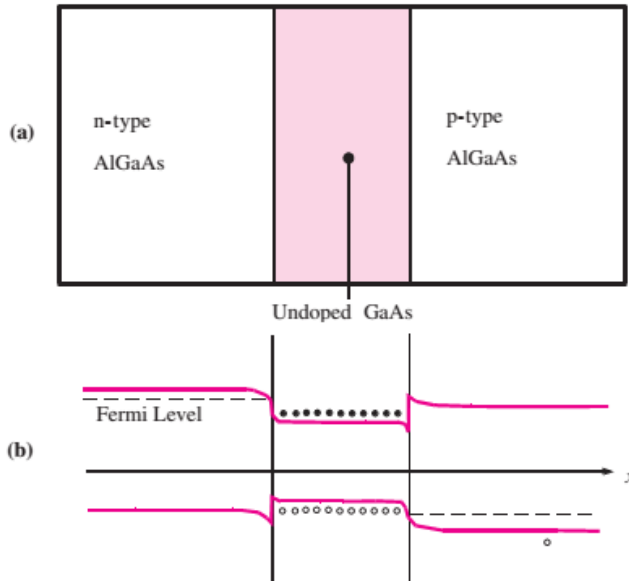 (a)
n-type
AlGaAs
p-type
AlGaAs
Undoped GaAs
Fermi Level
(b)